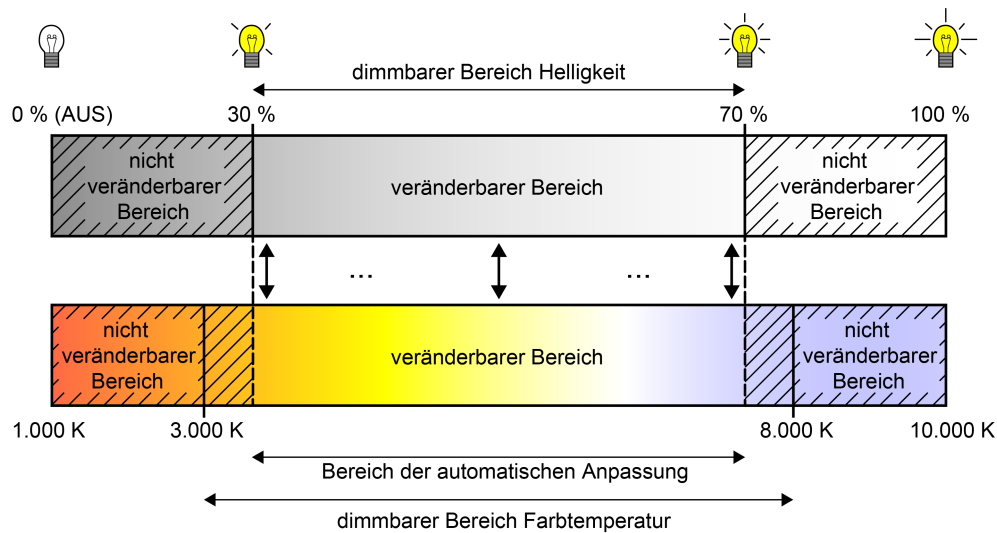 dimmbarer Bereich Helligkeit
0 % (AUS) 30 % 70 % 100 %
nicht
veränderbarer
Bereich
veränderbarer Bereich
nicht
veränderbarer
Bereich
... ...
nicht
veränderbarer
Bereich
veränderbarer Bereich
nicht
veränderbarer
Bereich
1.000 K 3.000 K 8.000 K 10.000 K
Bereich der automatischen Anpassung
dimmbarer Bereich Farbtemperatur